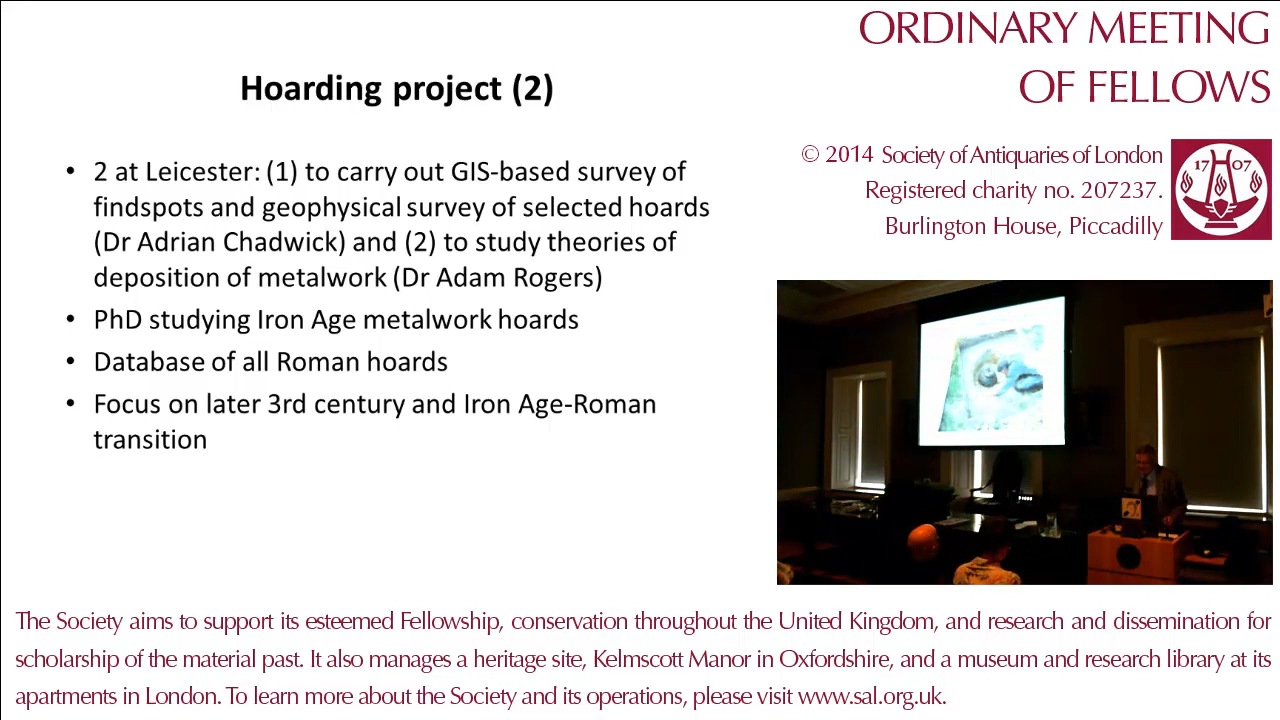 Hoarding project (2)
• 2 at Leicester: (1) to carry out GIS-based survey of
findspots and geophysical survey of selected hoards
(Dr Adrian Chadwick) and (2) to study theories of
deposition of metalwork (Dr Adam Rogers)
• PhD studying Iron Age metalwork hoards
• Database of all Roman hoards
• Focus on later 3rd century and Iron Age-Roman
transition
ORDINARY MEETING
OF FELLOWS
© 2014 Society of Antiquaries of London
Registered charity no. 207237.
Burlington House, Piccadilly
17 07
The Society aims to support its esteemed Fellowship, conservation throughout the United Kingdom, and research and dissemination for
scholarship of the material past. It also manages a heritage site, Kelmscott Manor in Oxfordshire, and a museum and research library at its
apartments in London. To learn more about the Society and its operations, please visit www.sal.org.uk.